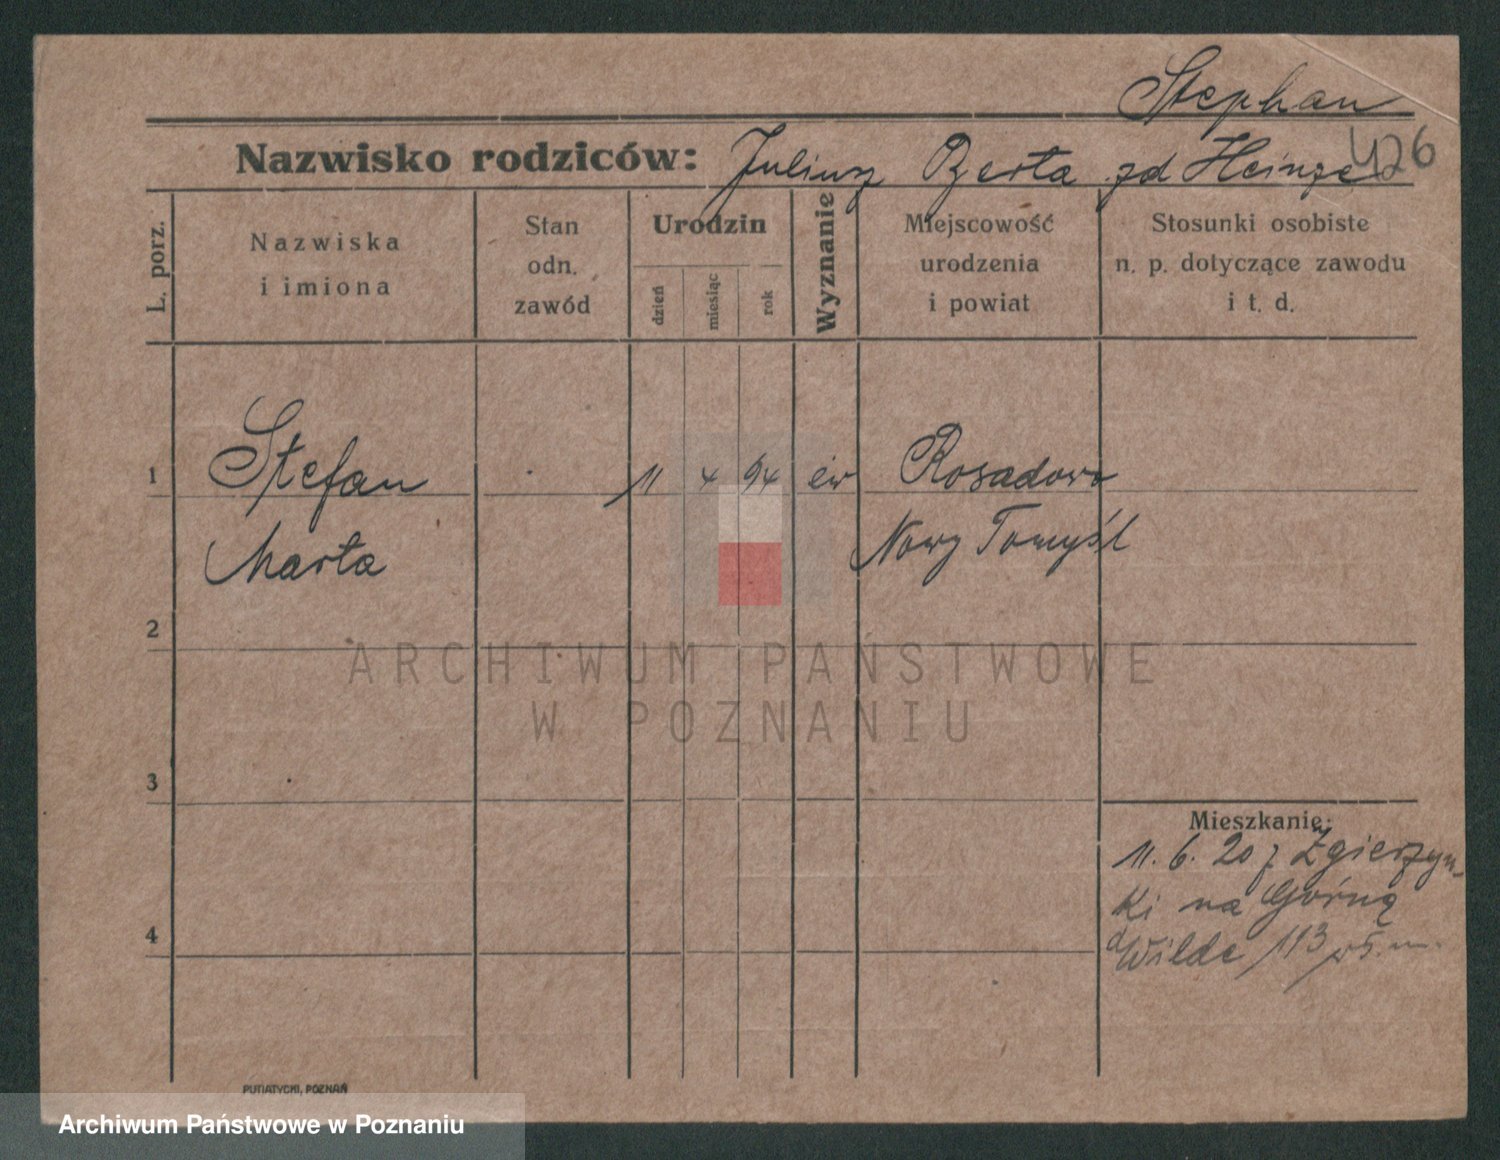 Stephan
Nazwisko rodziców: Juliusz Berta zd Heinze 426
L. porz.
Nazwiska
i imiona
Stan
odn.
zawód
Urodzin
dzień
miesiąc
rok
Wyznanie
Miejscowość
urodzenia
i powiat
Stosunki osobiste
n. p. dotyczące zawodu
i t. d.
1 Stefan 11 4 94 ew Rosadowo
Marta Nowy Tomyśl
2
ARCHIWUM PAŃSTWOWE
W POZNANIU
3
Mieszkanie:
11.6.20 z Zgierzyn-
ki na Górną
4 Wilde 113
PUTIATYCKI, POZNAŃ
Archiwum Państwowe w Poznaniu